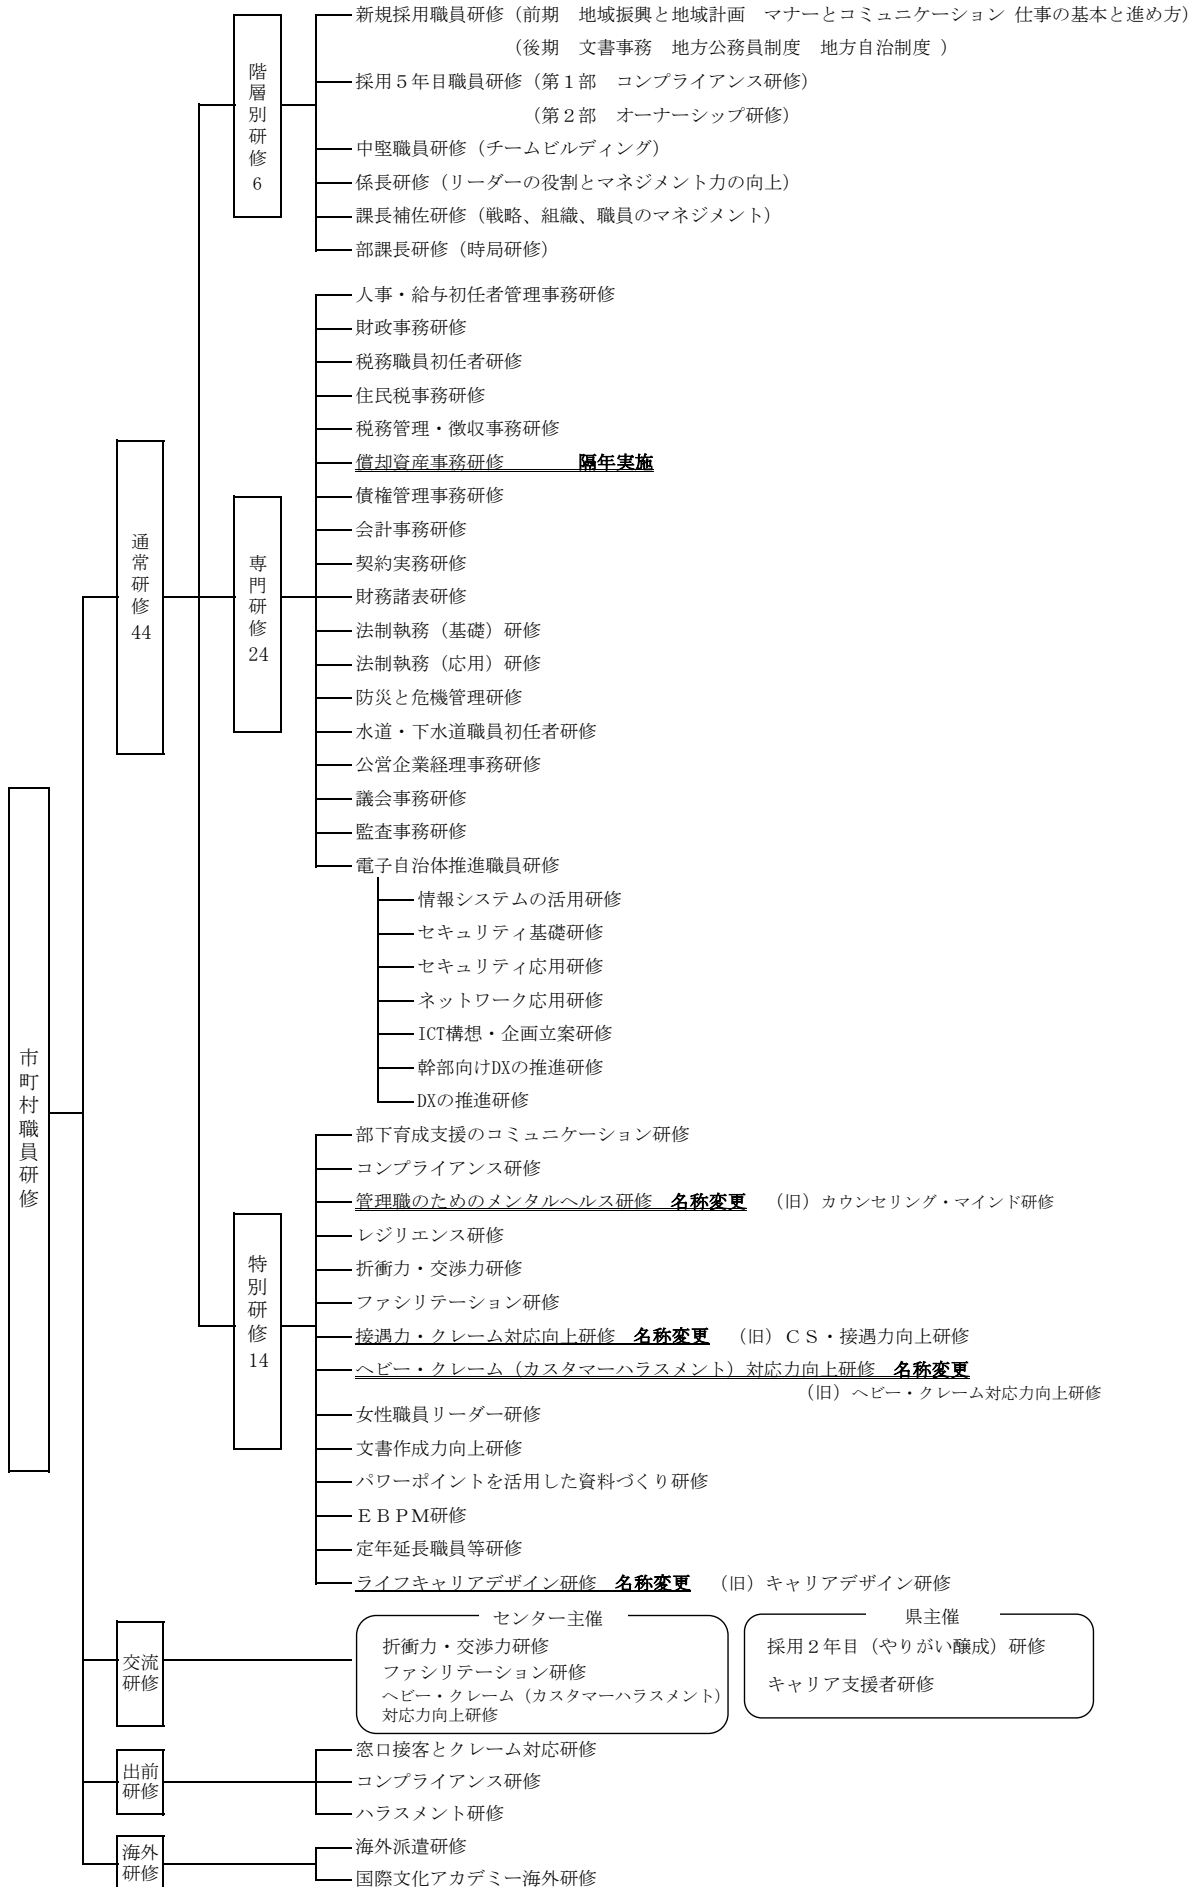 市町村職員研修
通常研修44
階層別研修6
新規採用職員研修（前期　地域振興と地域計画　マナーとコミュニケーション 仕事の基本と進め方）
（後期　文書事務　地方公務員制度　地方自治制度 ）
採用５年目職員研修（第１部　コンプライアンス研修）
（第２部　オーナーシップ研修）
中堅職員研修（チームビルディング）
係長研修（リーダーの役割とマネジメント力の向上）
課長補佐研修（戦略、組織、職員のマネジメント）
部課長研修（時局研修）
専門研修24
人事・給与初任者管理事務研修
財政事務研修
税務職員初任者研修
住民税事務研修
税務管理・徴収事務研修
償却資産事務研修　　　　隔年実施
債権管理事務研修
会計事務研修
契約実務研修
財務諸表研修
法制執務（基礎）研修
法制執務（応用）研修
防災と危機管理研修
水道・下水道職員初任者研修
公営企業経理事務研修
議会事務研修
監査事務研修
電子自治体推進職員研修
情報システムの活用研修
セキュリティ基礎研修
セキュリティ応用研修
ネットワーク応用研修
ICT構想・企画立案研修
幹部向けDXの推進研修
DXの推進研修
特別研修14
部下育成支援のコミュニケーション研修
コンプライアンス研修
管理職のためのメンタルヘルス研修　名称変更　（旧）カウンセリング・マインド研修
レジリエンス研修
折衝力・交渉力研修
ファシリテーション研修
接遇力・クレーム対応向上研修　名称変更　（旧）ＣＳ・接遇力向上研修
ヘビー・クレーム（カスタマーハラスメント）対応力向上研修　名称変更
（旧）ヘビー・クレーム対応力向上研修
女性職員リーダー研修
文書作成力向上研修
パワーポイントを活用した資料づくり研修
ＥＢＰＭ研修
定年延長職員等研修
ライフキャリアデザイン研修　名称変更　（旧）キャリアデザイン研修
交流
研修
センター主催
折衝力・交渉力研修
ファシリテーション研修
ヘビー・クレーム（カスタマーハラスメント）
対応力向上研修
県主催
採用２年目（やりがい醸成）研修
キャリア支援者研修
出前
研修
窓口接客とクレーム対応研修
コンプライアンス研修
ハラスメント研修
海外
研修
海外派遣研修
国際文化アカデミー海外研修